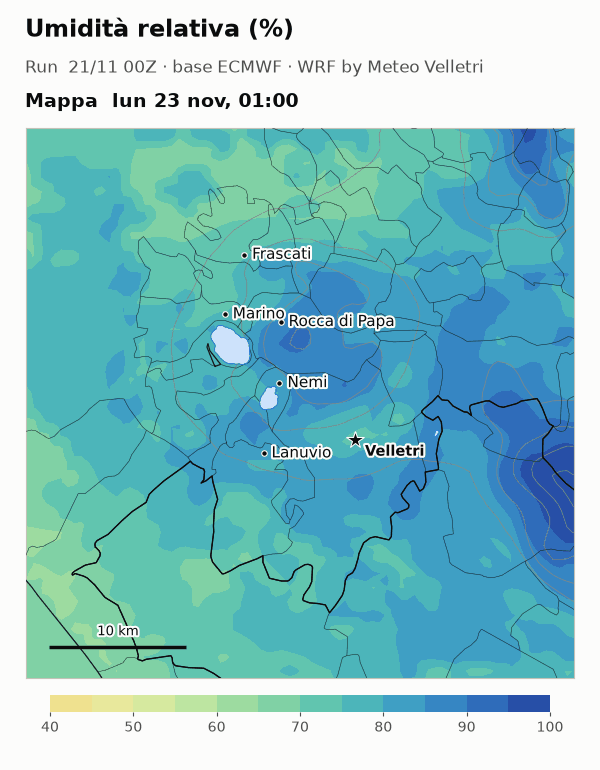 Umidità relativa (%)
Run  21/11 00Z · base ECMWF · WRF by Meteo Velletri
Mappa  lun 23 nov, 01:00
Frascati
Marino
Rocca di Papa
Nemi
Velletri
Lanuvio
10 km
40 50 60 70 80 90 100